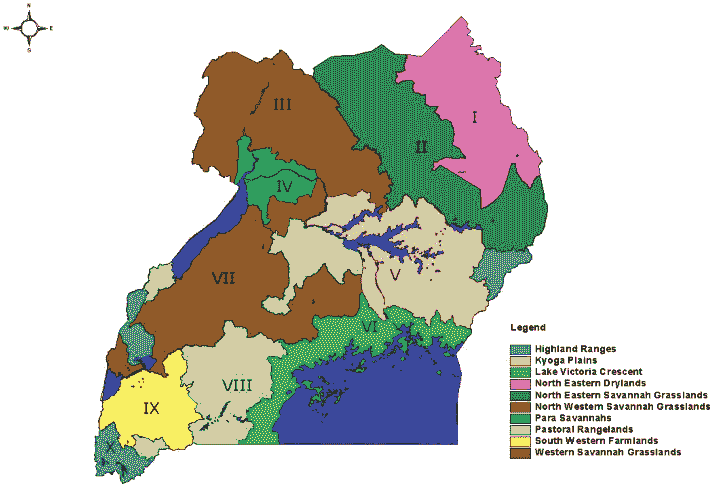 N
W E
S
I
III
II
IV
VII
V
VI
VIII
IX
X
Legend
Highland Ranges
Kyoga Plains
Lake Victoria Crescent
North Eastern Drylands
North Eastern Savannah Grasslands
North Western Savannah Grasslands
Para Savannahs
Pastoral Rangelands
South Western Farmlands
Western Savannah Grasslands